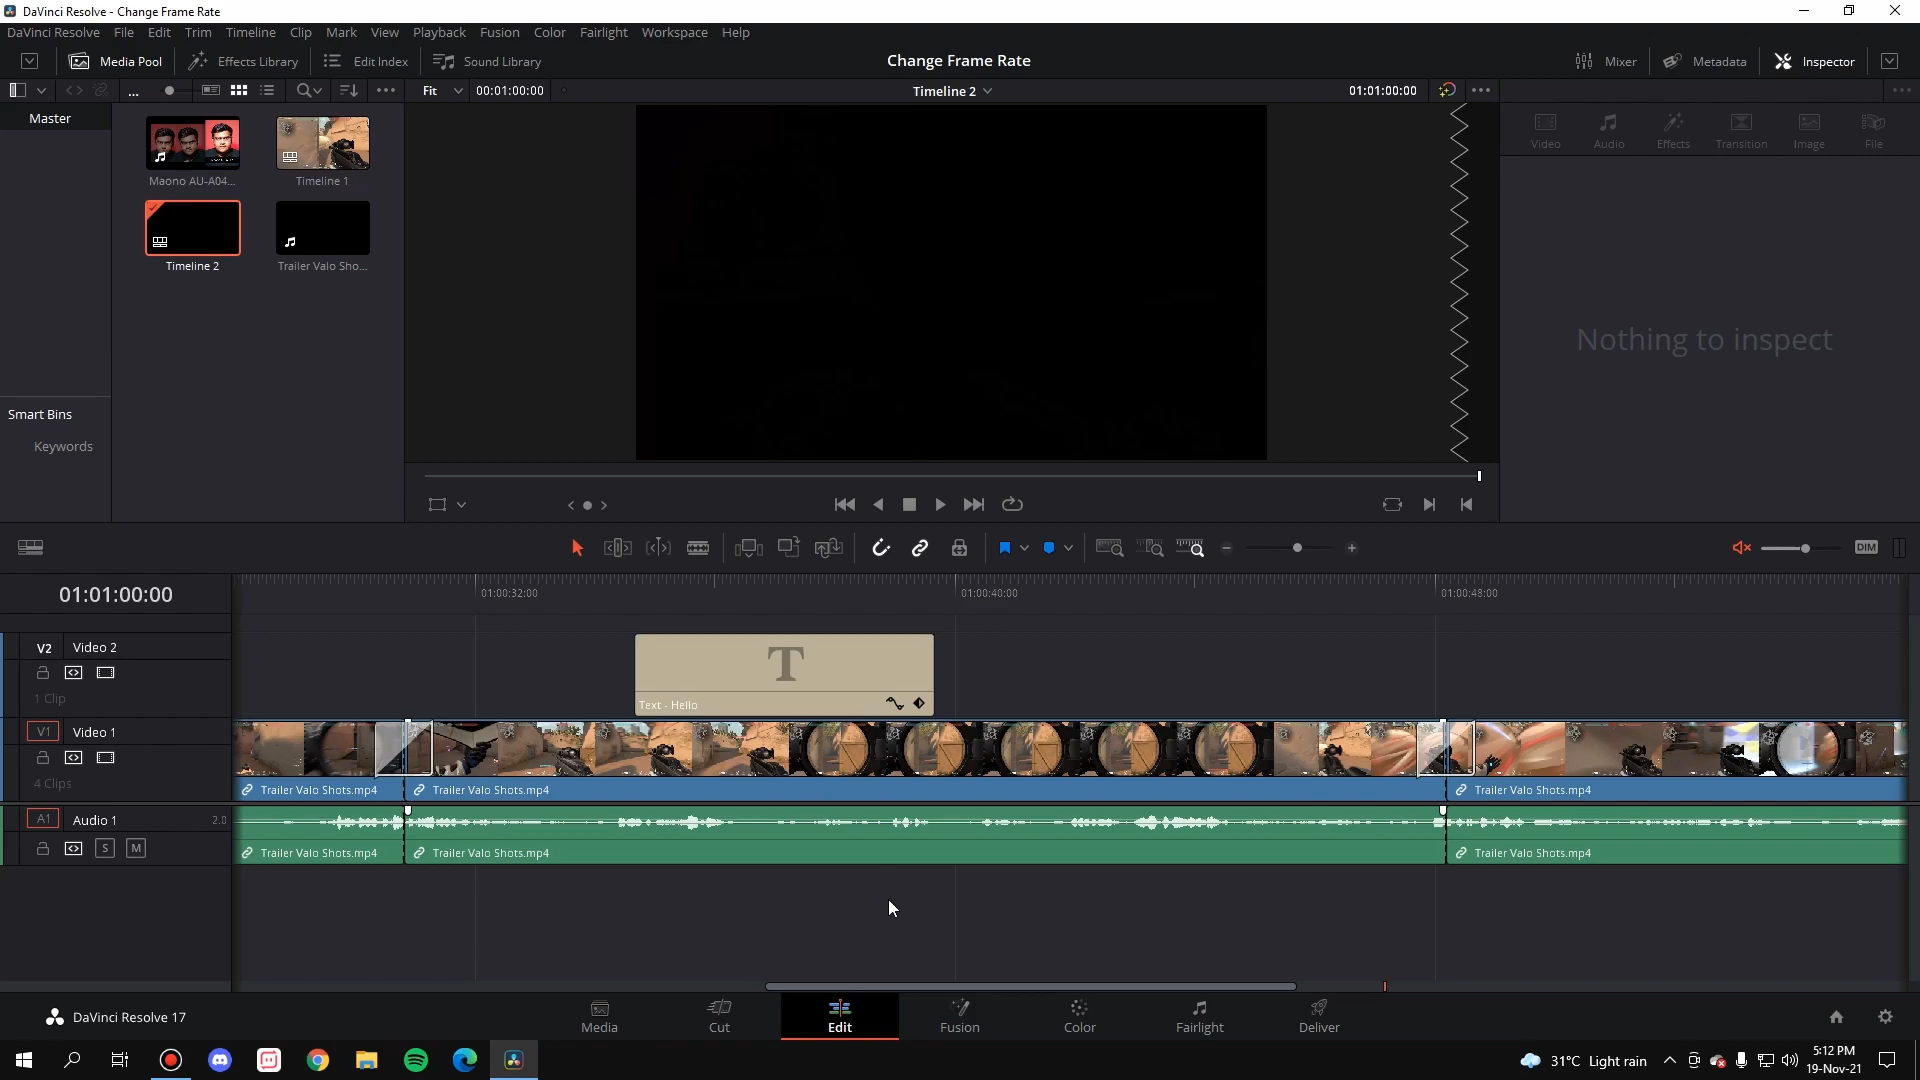 DaVinci Resolve - Change Frame Rate
DaVinci Resolve File Edit Trim Timeline Clip Mark View Playback Fusion Color Fairlight Workspace Help
Media Pool Effects Library Edit Index Sound Library Change Frame Rate Mixer Metadata Inspector
... Fit 00:01:00:00 Timeline 2 01:01:00:00
Master
Video Audio Effects Transition Image File
Maono AU-A04... Timeline 1
Timeline 2 Trailer Valo Sho...
Nothing to inspect
Smart Bins
Keywords
DIM
01:01:00:00
01:00:32:00 01:00:40:00 01:00:48:00
V2 Video 2
1 Clip
T
Text - Hello
V1 Video 1
4 Clips
Trailer Valo Shots.mp4 Trailer Valo Shots.mp4 Trailer Valo Shots.mp4
A1 Audio 1 2.0
S M
Trailer Valo Shots.mp4 Trailer Valo Shots.mp4 Trailer Valo Shots.mp4
DaVinci Resolve 17
Media Cut Edit Fusion Color Fairlight Deliver
31°C Light rain
5:12 PM
19-Nov-21